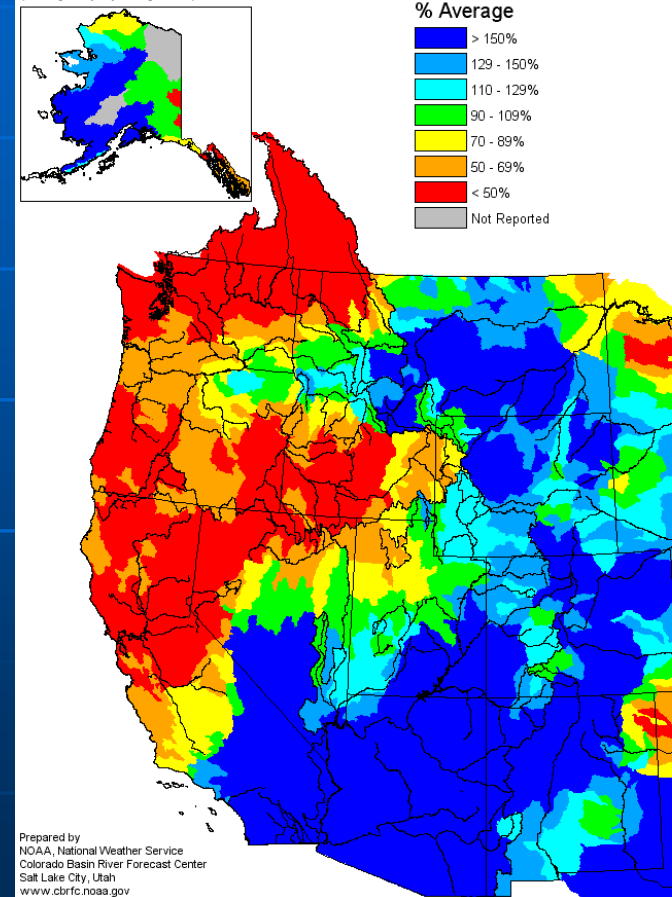 % Average
> 150%
129 - 150%
110 - 129%
90 - 109%
70 - 89%
50 - 69%
< 50%
Not Reported
Prepared by
NOAA, National Weather Service
Colorado Basin River Forecast Center
Salt Lake City, Utah
www.cbrfc.noaa.gov